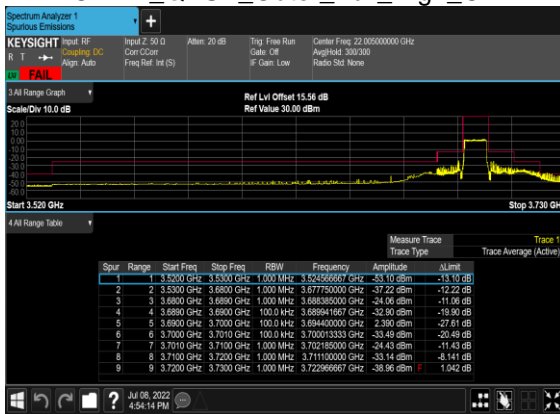 Spectrum Analyzer 1
Spurious Emissions
KEYSIGHT Input: RF Input Z: 50 Ω Atten: 20 dB Trig: Free Run Center Freq: 22.005000000 GHz
R T Coupling: DC Corr CCorr Gate: Off Avg|Hold: 300/300
Align: Auto Freq Ref: Int (S) IF Gain: Low Radio Std: None
FAIL
3 All Range Graph
Ref Lvl Offset 15.56 dB
Scale/Div 10.0 dB Ref Value 30.00 dBm
20.0
10.0
0.00
-10.0
-20.0
-30.0
-40.0
-50.0
-60.0
Start 3.520 GHz Stop 3.730 GH
4 All Range Table
Measure Trace Trace 1
Trace Type Trace Average (Active)
Spur Range Start Freq Stop Freq RBW Frequency Amplitude ΔLimit
1 1 3.5200 GHz 3.5300 GHz 1.000 MHz 3.524566667 GHz -53.10 dBm -13.10 dB
2 2 3.5300 GHz 3.6800 GHz 1.000 MHz 3.677750000 GHz -37.22 dBm -12.22 dB
3 3 3.6800 GHz 3.6890 GHz 1.000 MHz 3.688385000 GHz -24.06 dBm -11.06 dB
4 4 3.6890 GHz 3.6900 GHz 100.0 kHz 3.689941667 GHz -32.90 dBm -19.90 dB
5 5 3.6900 GHz 3.7000 GHz 100.0 kHz 3.694400000 GHz 2.390 dBm -27.61 dB
6 6 3.7000 GHz 3.7010 GHz 100.0 kHz 3.700013333 GHz -33.49 dBm -20.49 dB
7 7 3.7010 GHz 3.7100 GHz 1.000 MHz 3.702185000 GHz -24.43 dBm -11.43 dB
8 8 3.7100 GHz 3.7200 GHz 1.000 MHz 3.711100000 GHz -33.14 dBm -8.141 dB
9 9 3.7200 GHz 3.7300 GHz 1.000 MHz 3.722966667 GHz -38.96 dBm F 1.042 dB
Jul 08, 2022
4:54:14 PM